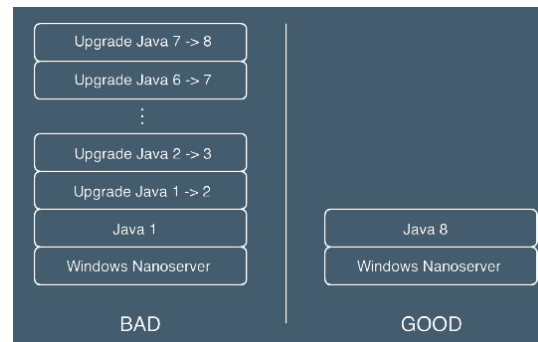 Upgrade Java 7 -> 8
Upgrade Java 6 -> 7
⋮
Upgrade Java 2 -> 3
Upgrade Java 1 -> 2
Java 1
Windows Nanoserver
BAD
Java 8
Windows Nanoserver
GOOD